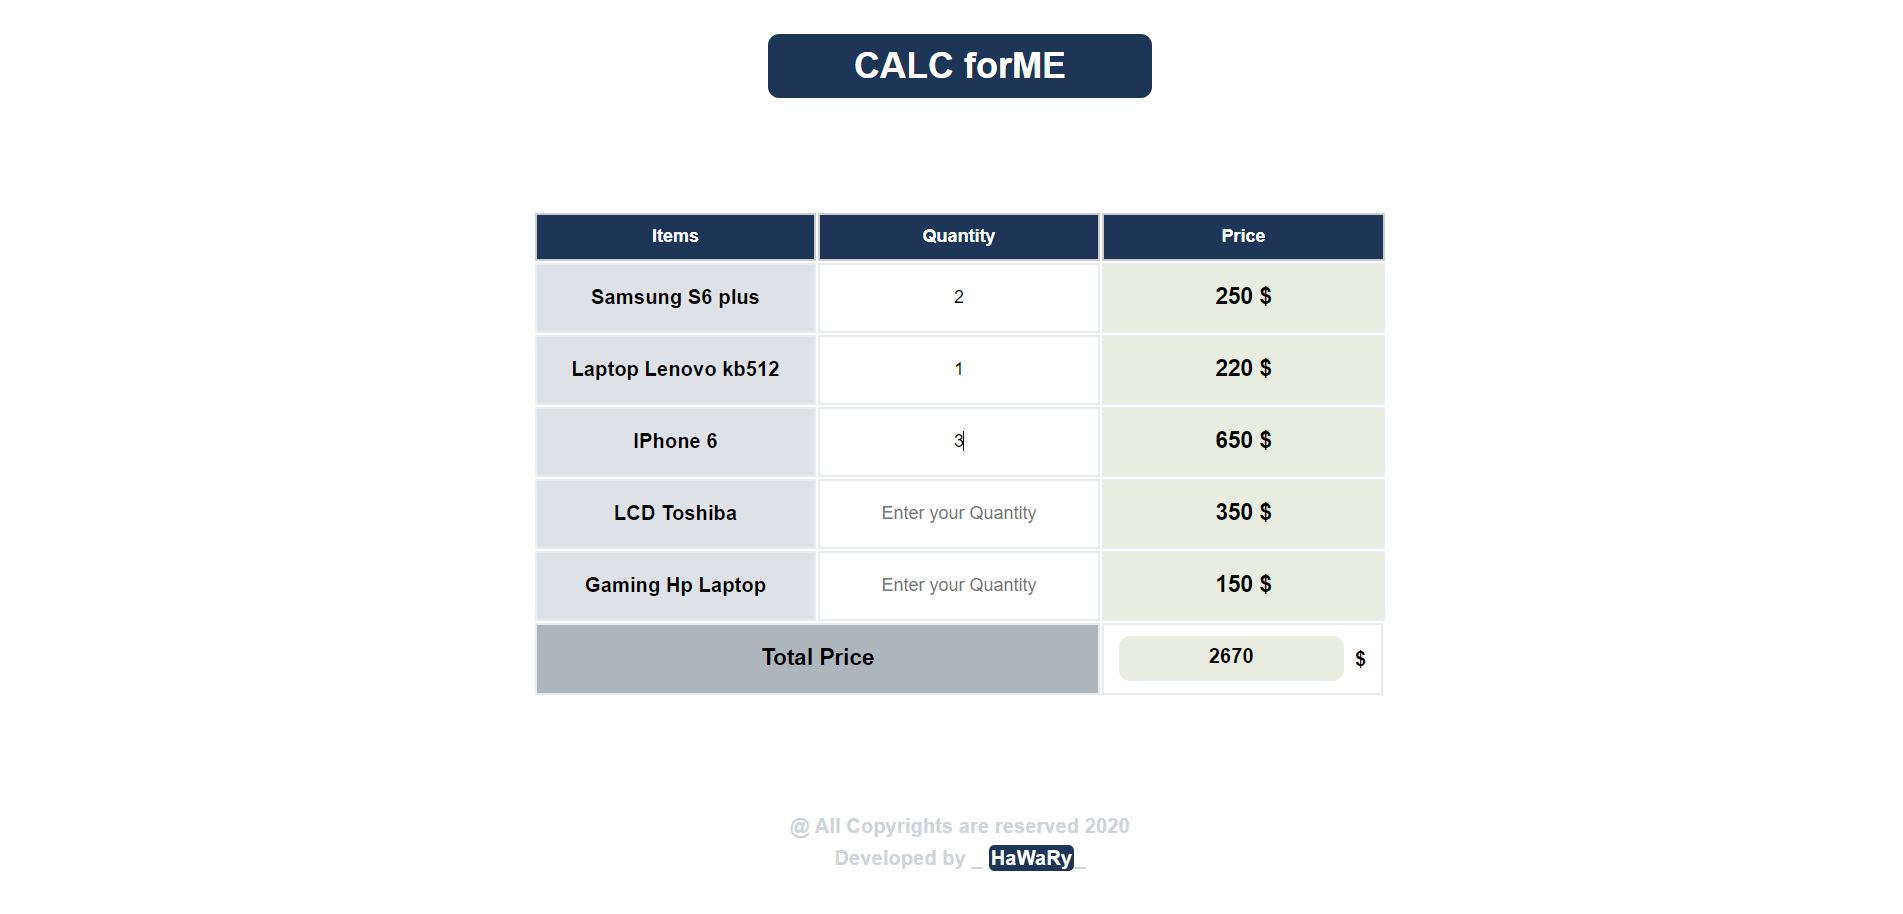 CALC forME
Items Quantity Price
Samsung S6 plus 2 250 $
Laptop Lenovo kb512 1 220 $
IPhone 6 3 650 $
LCD Toshiba Enter your Quantity 350 $
Gaming Hp Laptop Enter your Quantity 150 $
Total Price 2670 $
@ All Copyrights are reserved 2020
Developed by _ HaWaRy_